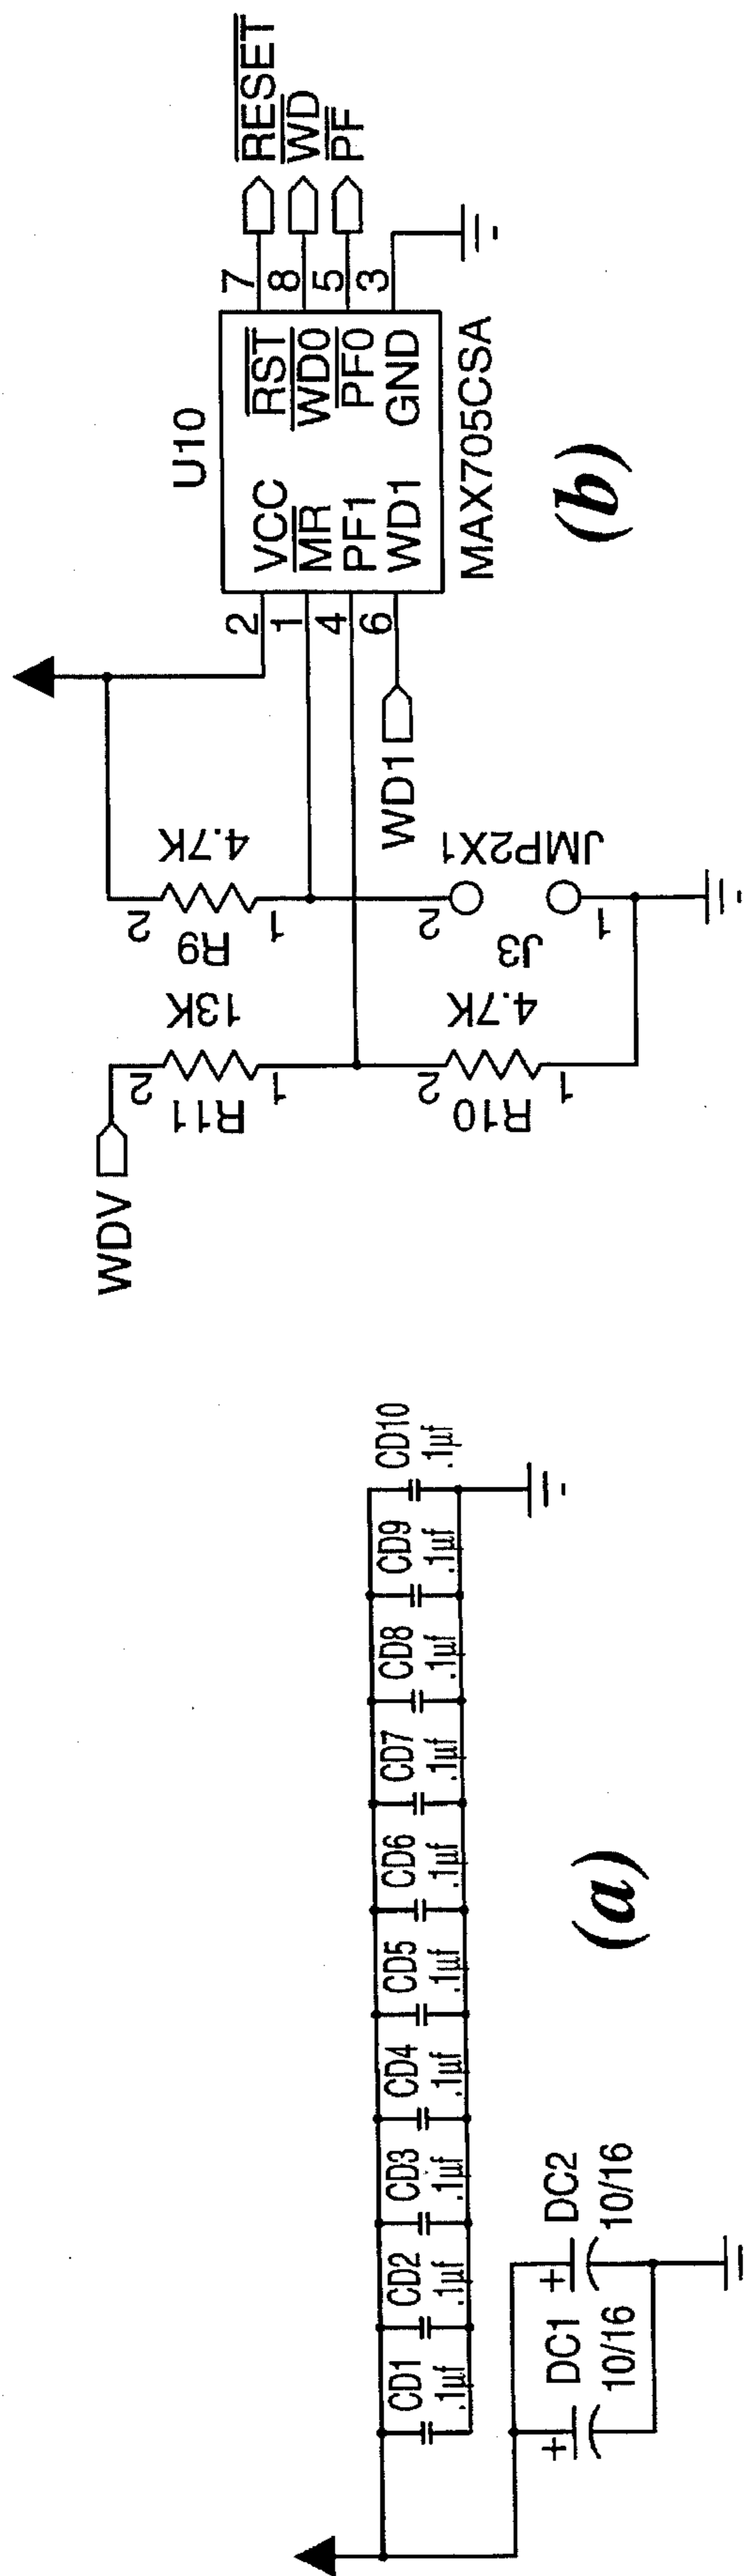 CD1
.1µf
CD2
.1µf
CD3
.1µf
CD4
.1µf
CD5
.1µf
CD6
.1µf
CD7
.1µf
CD8
.1µf
CD9
.1µf
CD10
.1µf
+
DC1
10/16
+
DC2
10/16
(a)
WDV
2
R11
13K
1
2
R9
4.7K
1
2
R10
4.7K
1
2
J3
JMP2X1
1
WD1
U10
2 VCC
1 MR
4 PF1
6 WD1
RST 7
WD0 8
PF0 5
GND 3
RESET
WD
PF
MAX705CSA
(b)